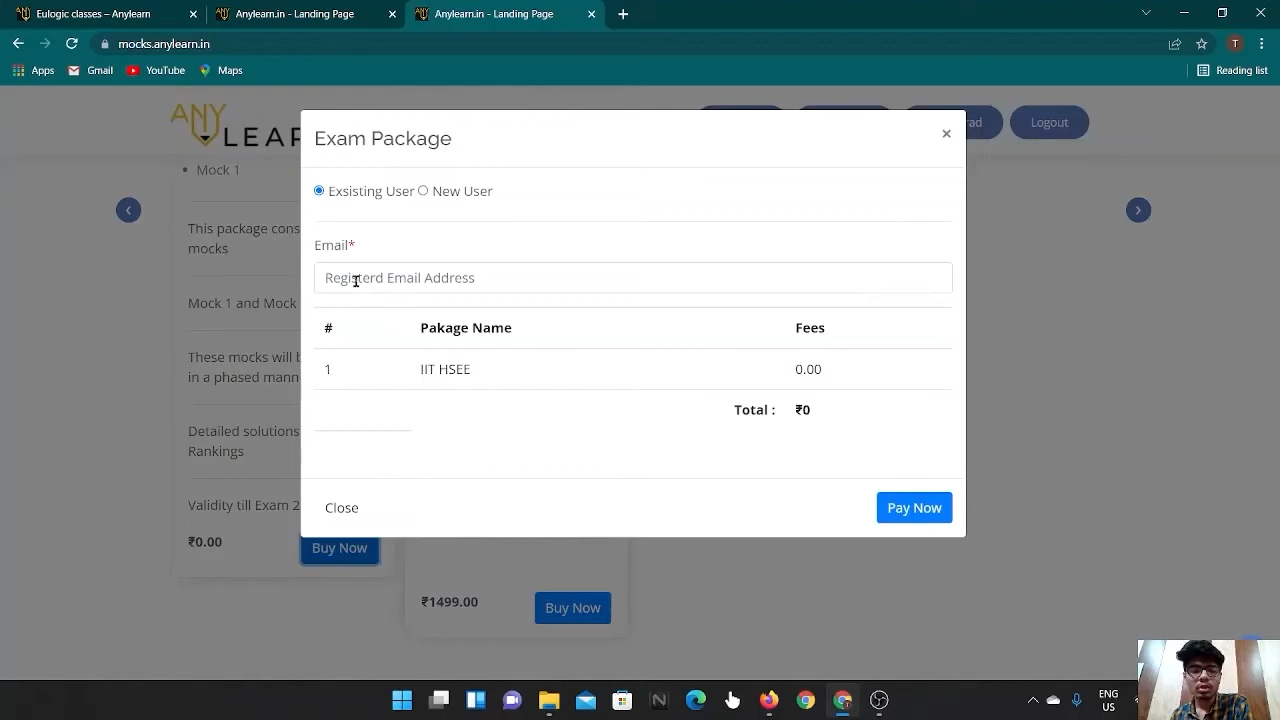 Eulogic classes – Anylearn
Anylearn.in - Landing Page
Anylearn.in - Landing Page
mocks.anylearn.in
T
Apps
Gmail
YouTube
Maps
Reading list
ANY
LEAR
rad
Logout
Mock 1
This package cons
mocks
Mock 1 and Mock
These mocks will b
in a phased mann
Detailed solutions
Rankings
Validity till Exam 2
₹0.00
Buy Now
₹1499.00
Buy Now
Exam Package
×
Exsisting User
New User
Email*
Registerd Email Address
# Pakage Name Fees
1 IIT HSEE 0.00
Total : ₹0
Close
Pay Now
ENG
US